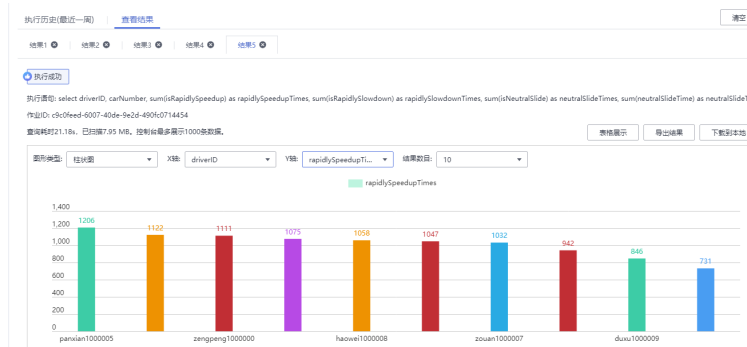 执行历史(最近一周) 查看结果 清空
结果1 结果2 结果3 结果4 结果5
执行成功
执行语句: select driverID, carNumber, sum(isRapidlySpeedup) as rapidlySpeedupTimes, sum(isRapidlySlowdown) as rapidlySlowdownTimes, sum(isNeutralSlide) as neutralSlideTimes, sum(neutralSlideTime) as neutralSlideT
作业ID: c9c0feed-6007-40de-9e2d-490fc0714454
查询耗时21.18s, 已扫描7.95 MB。控制台最多展示1000条数据。 表格展示 导出结果 下载到本地
图形类型: 柱状图 X轴: driverID Y轴: rapidlySpeedupTi... 结果数目: 10
rapidlySpeedupTimes
1,400
1,200
1,000
800
600
400
200
0
1206 1122 1111 1075 1058 1047 1032 942 846 731
panxian1000005 zengpeng1000000 haowei1000008 zouan1000007 duxu1000009